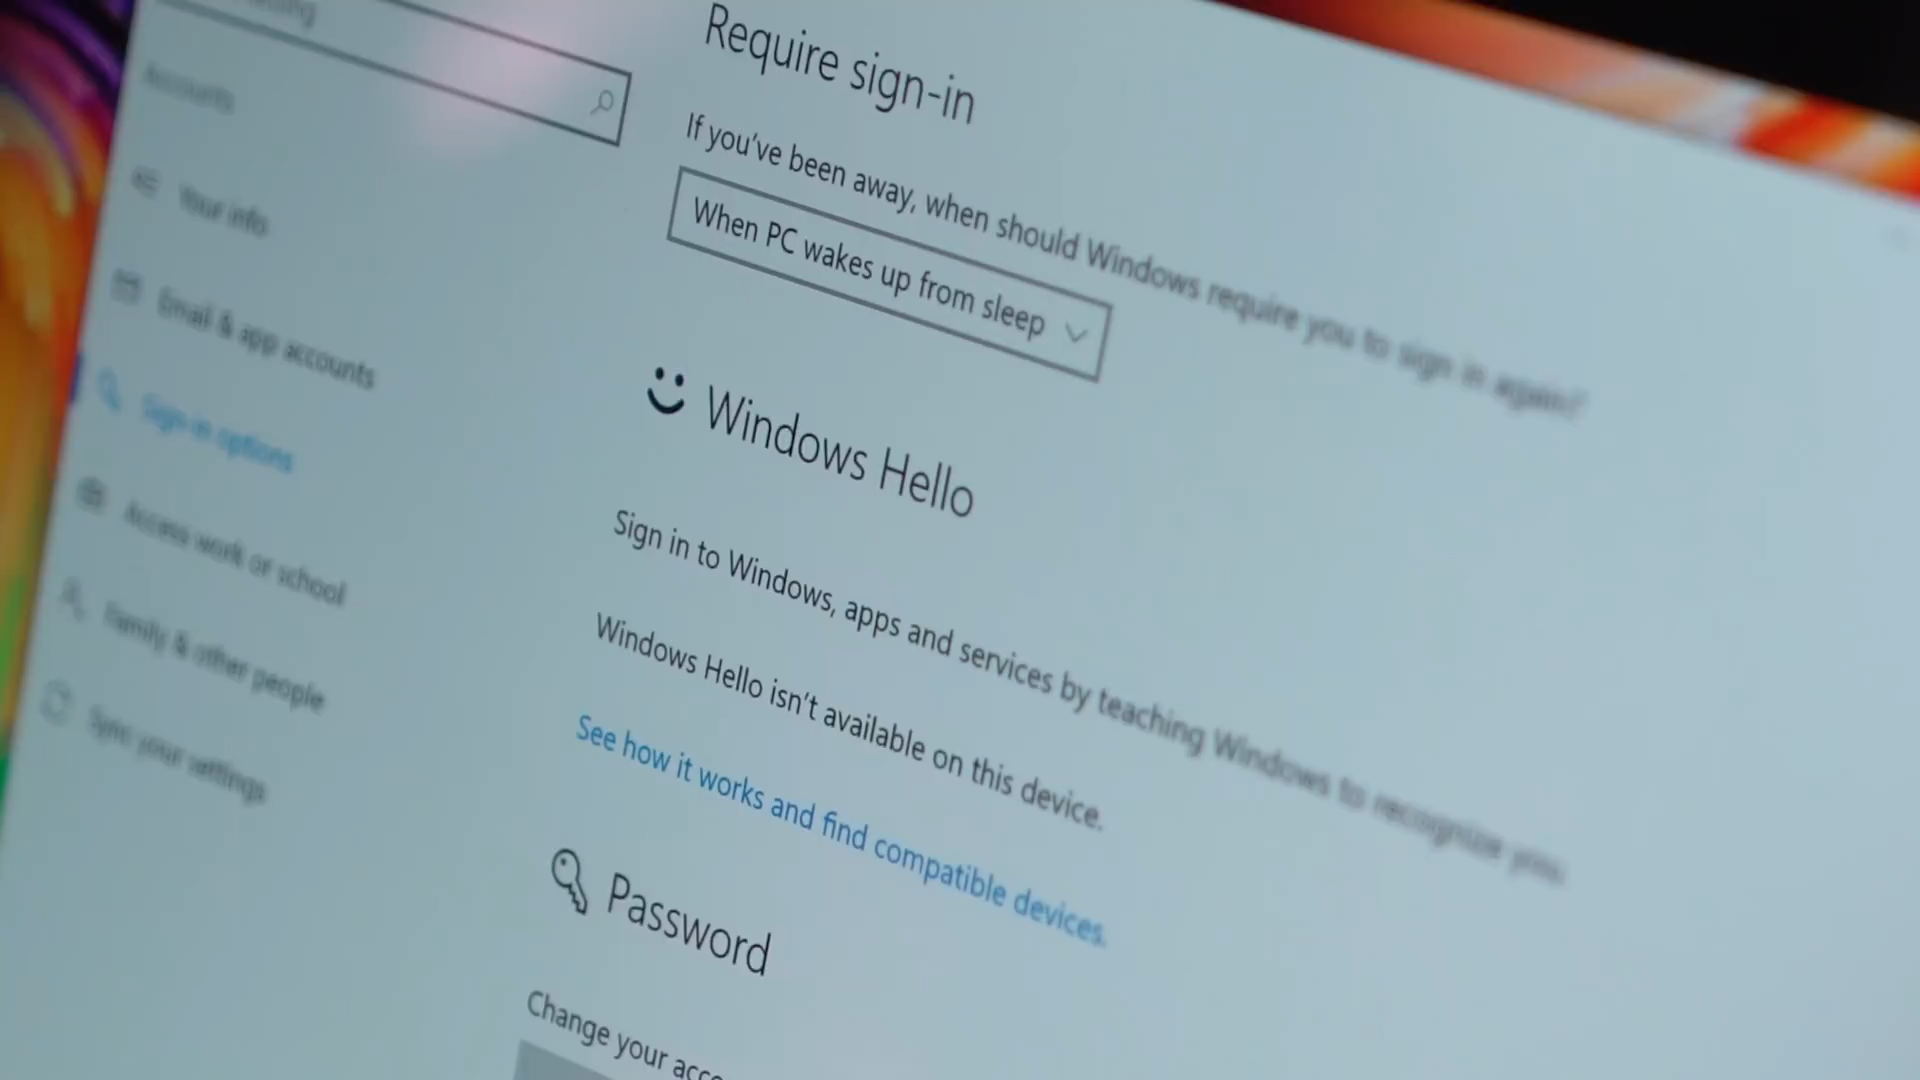 Accounts
Your info
Email & app accounts
Sign-in options
Access work or school
Family & other people
Sync your settings
Require sign-in
If you've been away, when should Windows require you to sign in again?
When PC wakes up from sleep
Windows Hello
Sign in to Windows, apps and services by teaching Windows to recognize you.
Windows Hello isn't available on this device.
See how it works and find compatible devices.
Password
Change your